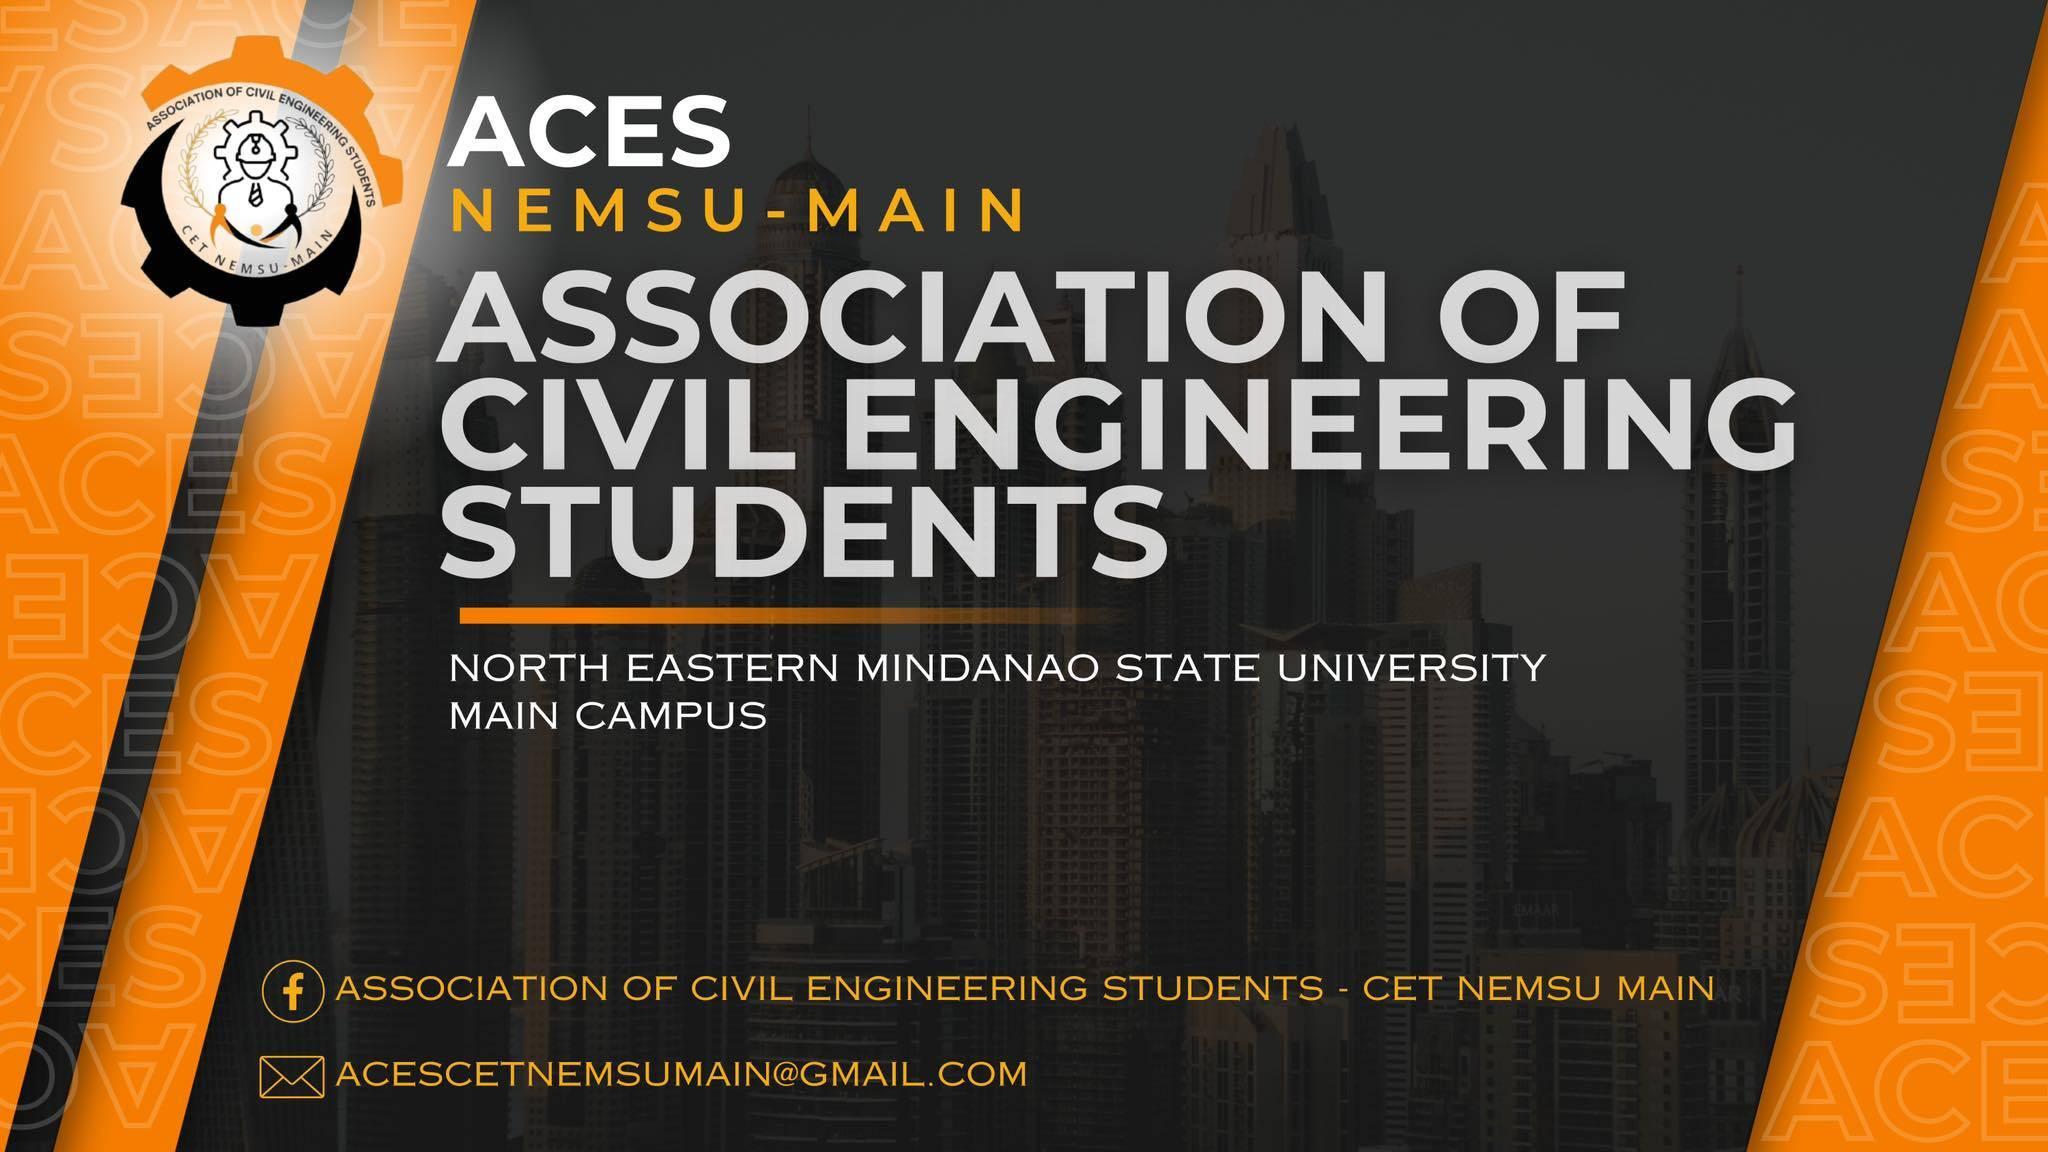 ASSOCIATION OF CIVIL ENGINEERING STUDENTS
CET NEMSU-MAIN
ACES
NEMSU-MAIN
ASSOCIATION OF
CIVIL ENGINEERING
STUDENTS
NORTH EASTERN MINDANAO STATE UNIVERSITY
MAIN CAMPUS
EMAAR
ASSOCIATION OF CIVIL ENGINEERING STUDENTS - CET NEMSU MAIN
ACESCETNEMSUMAIN@GMAIL.COM